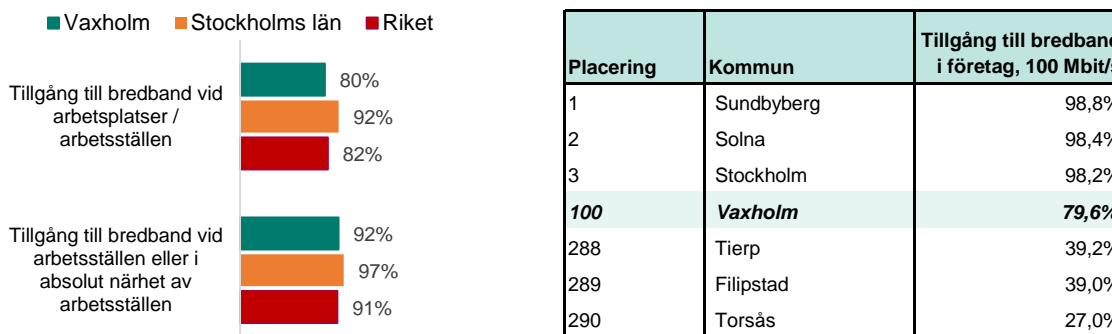 Vaxholm Stockholms län Riket
Tillgång till bredband vid
arbetsplatser /
arbetsställen
80%
92%
82%
Tillgång till bredband vid
arbetsställen eller i
absolut närhet av
arbetsställen
92%
97%
91%
Placering Kommun Tillgång till bredband
i företag, 100 Mbit/s
1 Sundbyberg 98,8%
2 Solna 98,4%
3 Stockholm 98,2%
100 Vaxholm 79,6%
288 Tierp 39,2%
289 Filipstad 39,0%
290 Torsås 27,0%